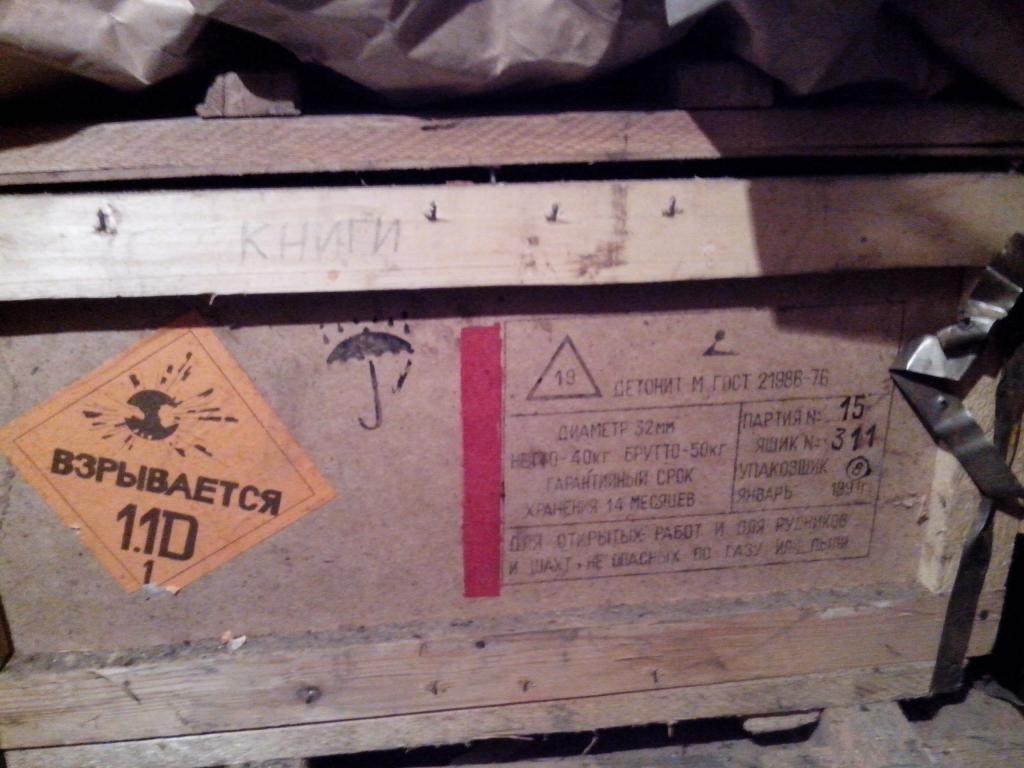 КНИГИ
ВЗРЫВАЕТСЯ
1.1D
1
19
ДЕТОНИТ М ГОСТ 21986-76
ДИАМЕТР 32мм
НЕТТО-40кг БРУТТО-50кг
ГАРАНТИЙНЫЙ СРОК
ХРАНЕНИЯ 14 МЕСЯЦЕВ
ПАРТИЯ №: 15
ЯЩИК №: 311
УПАКОВЩИК 8
ЯНВАРЬ
ДЛЯ ОТКРЫТЫХ РАБОТ И ДЛЯ РУДНИКОВ
И ШАХТ, НЕ ОПАСНЫХ ПО ГАЗУ ИЛИ ПЫЛИ